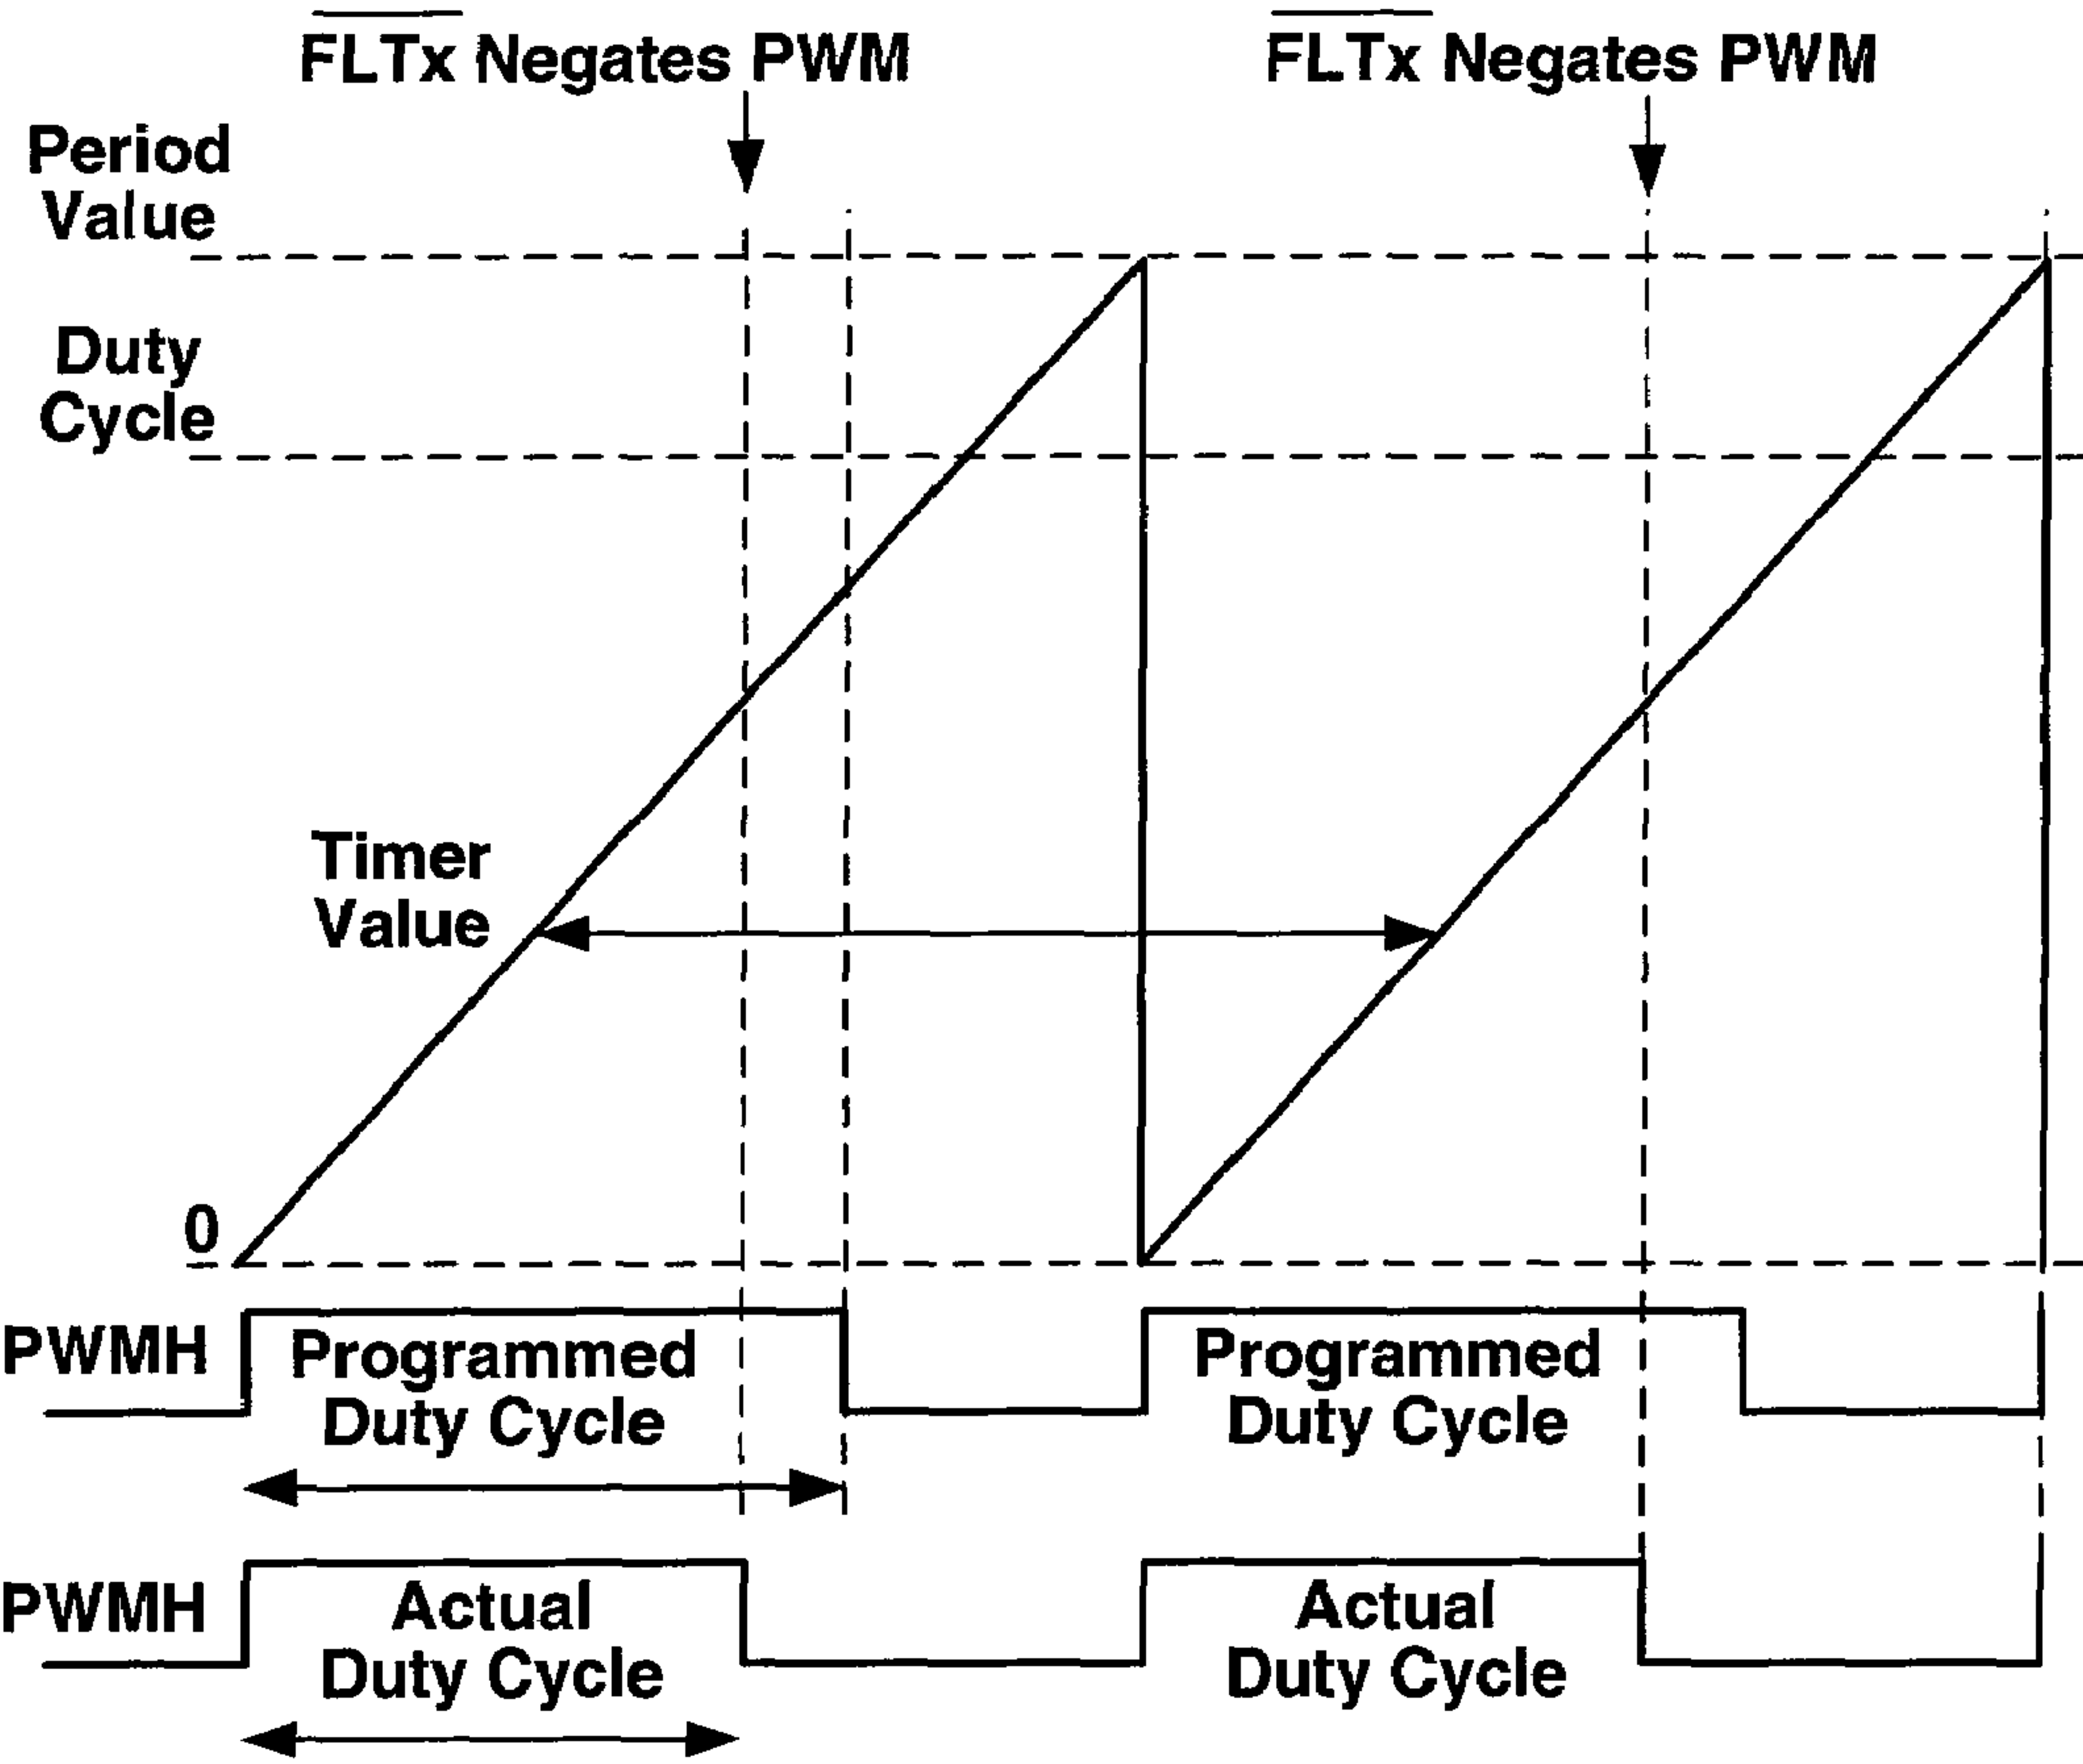 FLTx Negates PWM
FLTx Negates PWM
Period
Value
Duty
Cycle
Timer
Value
0
PWMH
Programmed
Duty Cycle
Programmed
Duty Cycle
PWMH
Actual
Duty Cycle
Actual
Duty Cycle